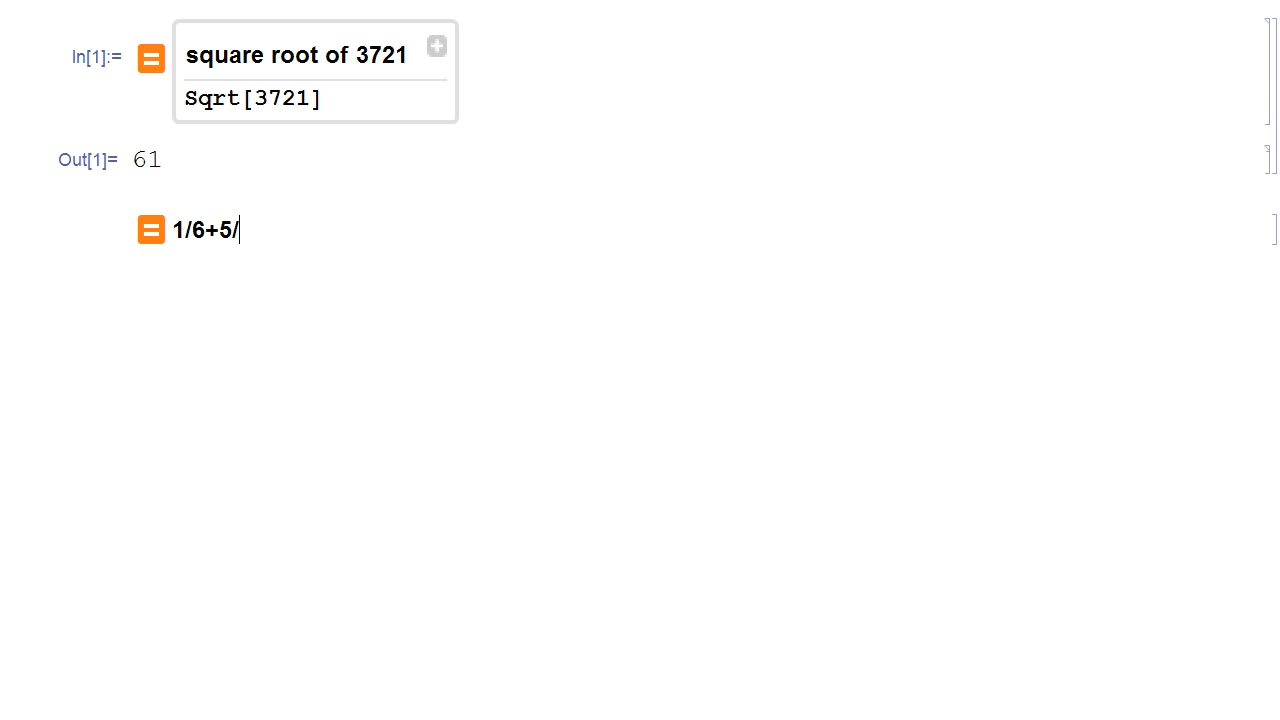 In[1]:= square root of 3721
Sqrt[3721]
Out[1]= 61
1/6+5/